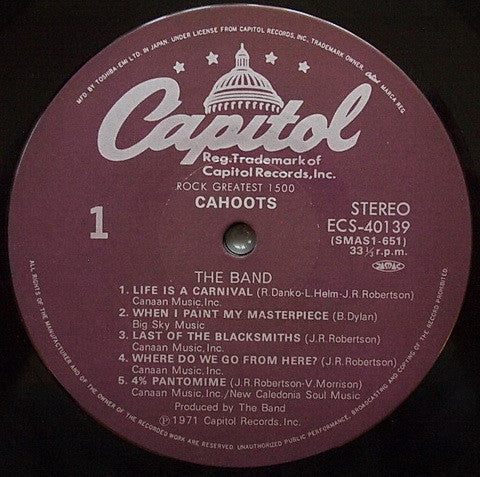 MFD. BY TOSHIBA-EMI LTD. IN JAPAN. UNDER LICENSE FROM CAPITOL RECORDS, INC., TRADEMARK OWNER. MARCA REG.
Capitol
Reg. Trademark of
Capitol Records, Inc.
ROCK GREATEST 1500
CAHOOTS
1
STEREO
ECS-40139
(SMAS1-651)
33⅓ r.p.m.
JASRAC
THE BAND
1. LIFE IS A CARNIVAL (R.Danko-L.Helm-J.R.Robertson)
Canaan Music, Inc.
2. WHEN I PAINT MY MASTERPIECE (B.Dylan)
Big Sky Music
3. LAST OF THE BLACKSMITHS (J.R.Robertson)
Canaan Music, Inc.
4. WHERE DO WE GO FROM HERE? (J.R.Robertson)
Canaan Music, Inc.
5. 4% PANTOMIME (J.R.Robertson-V.Morrison)
Canaan Music, Inc./New Caledonia Soul Music
Produced by The Band
Ⓟ 1971 Capitol Records, Inc.
ALL RIGHTS OF THE MANUFACTURER AND OF THE OWNER OF THE RECORDED WORK ARE RESERVED. UNAUTHORIZED PUBLIC PERFORMANCE, BROADCASTING AND COPYING OF THE RECORD PROHIBITED.